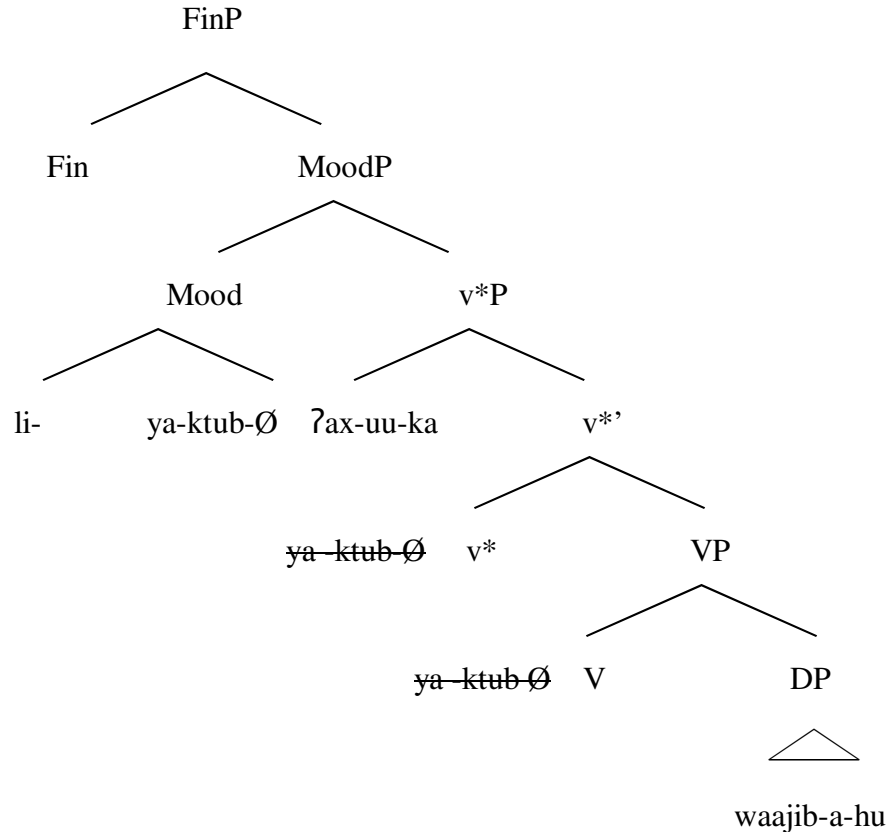 FinP
Fin MoodP
Mood v*P
li- ya-ktub-Ø ʔax-uu-ka v*’
ya -ktub-Ø v* VP
ya -ktub-Ø V DP
waajib-a-hu